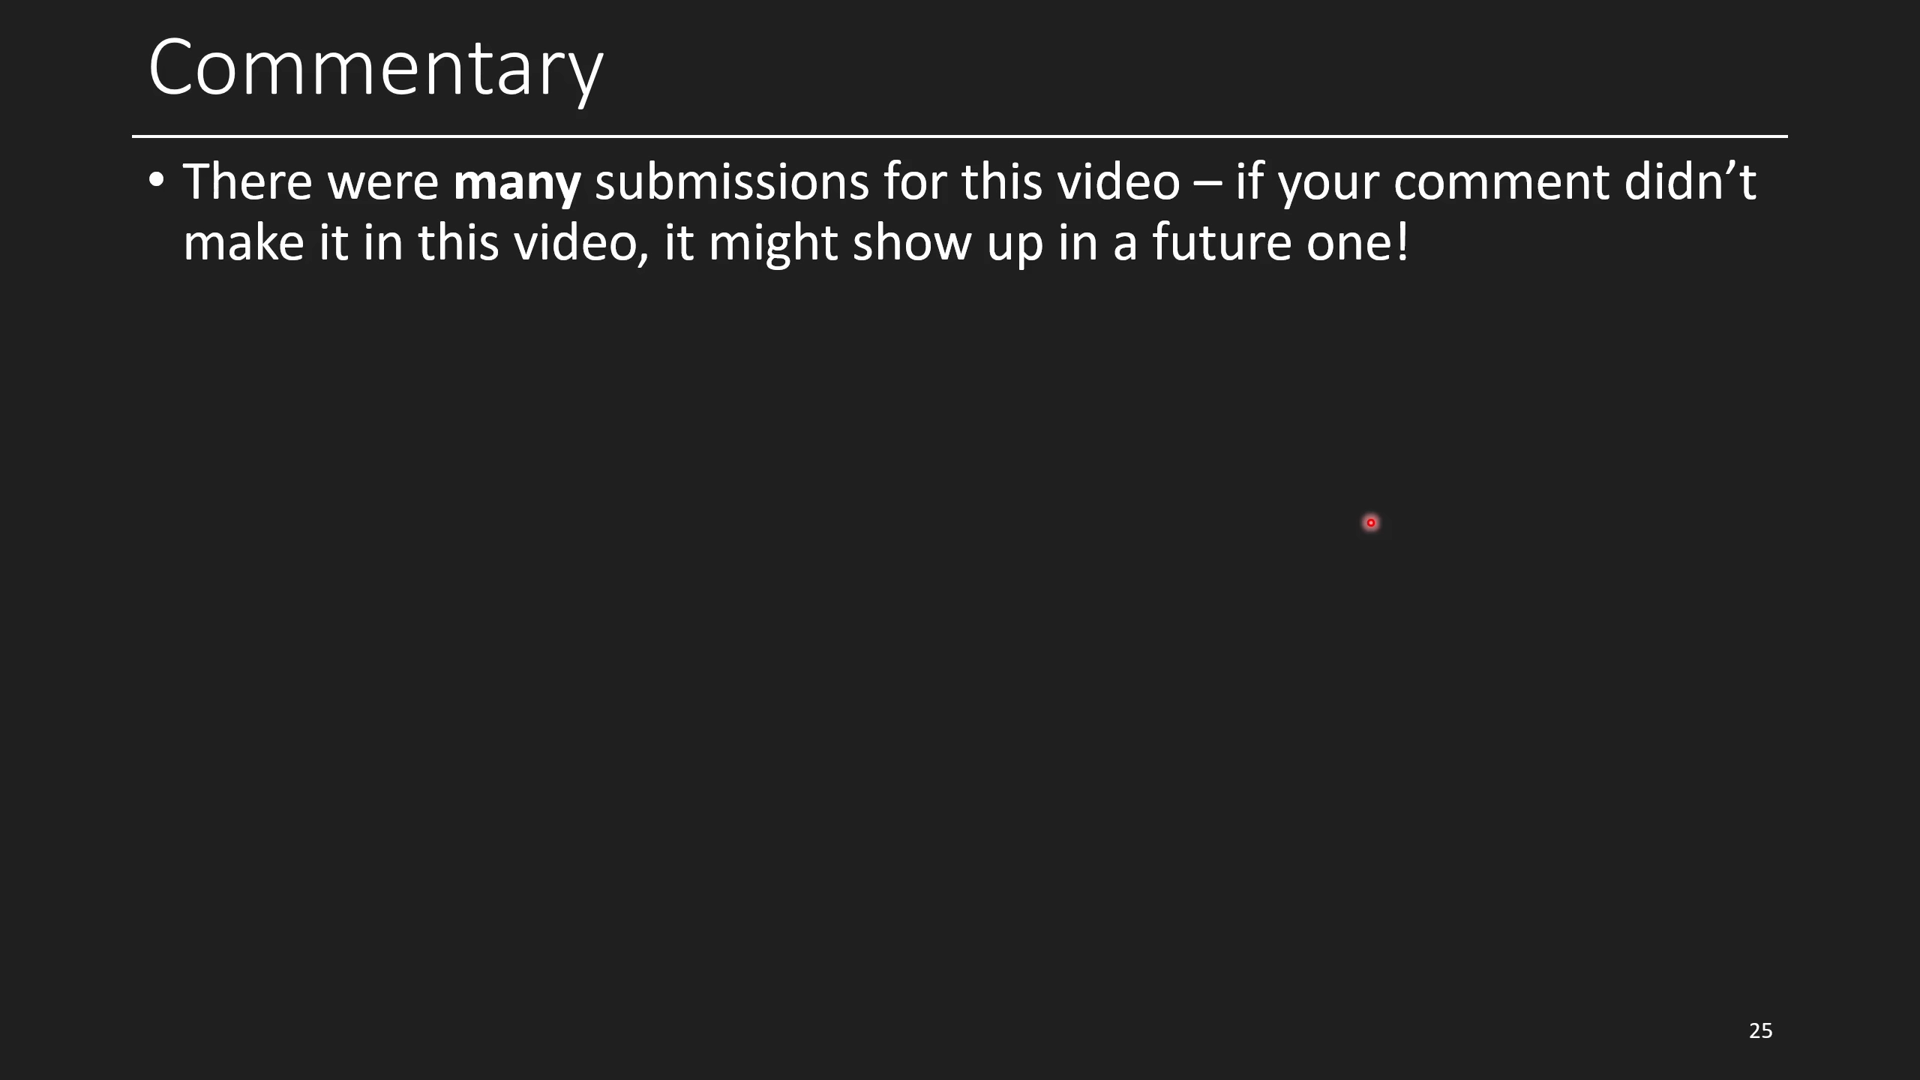 Commentary
• There were many submissions for this video – if your comment didn’t
make it in this video, it might show up in a future one!
25